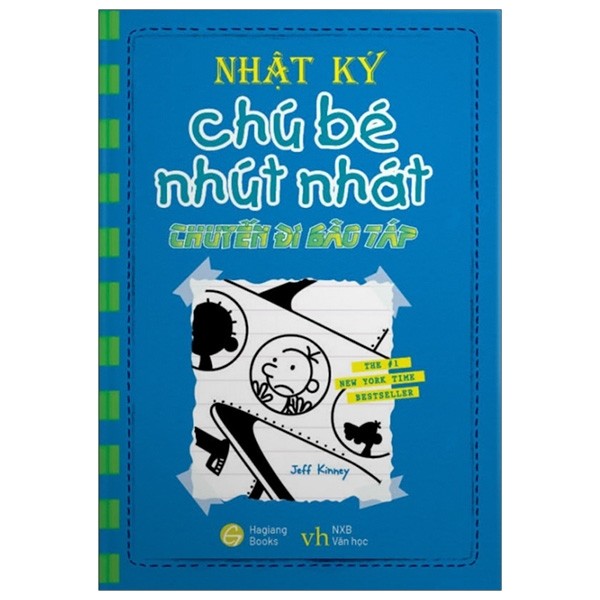 NHẬT KÝ
chú bé
nhút nhát
CHUYẾN ĐI BÃO TÁP
THE #1
NEW YORK TIME
BESTSELLER
Jeff Kinney
Hagiang
Books
vh
NXB
Văn học